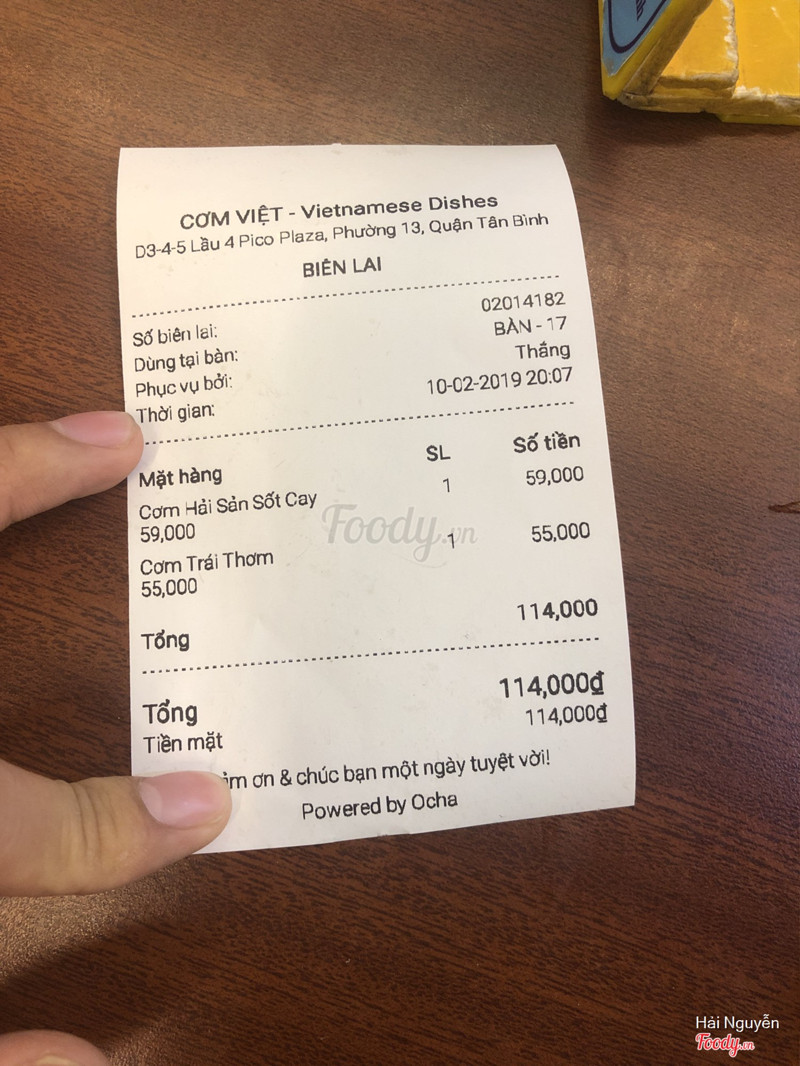 CƠM VIỆT - Vietnamese Dishes
D3-4-5 Lầu 4 Pico Plaza, Phường 13, Quận Tân Bình
BIÊN LAI
Số biên lai: 02014182
Dùng tại bàn: BÀN - 17
Phục vụ bởi: Thắng
Thời gian: 10-02-2019 20:07
Mặt hàng SL Số tiền
Cơm Hải Sản Sốt Cay 1 59,000
59,000
Cơm Trái Thơm 1 55,000
55,000
Tổng 114,000
Tổng 114,000₫
Tiền mặt 114,000₫
ơn & chúc bạn một ngày tuyệt vời!
Powered by Ocha
Foody.vn
Hải Nguyễn
Foody.vn